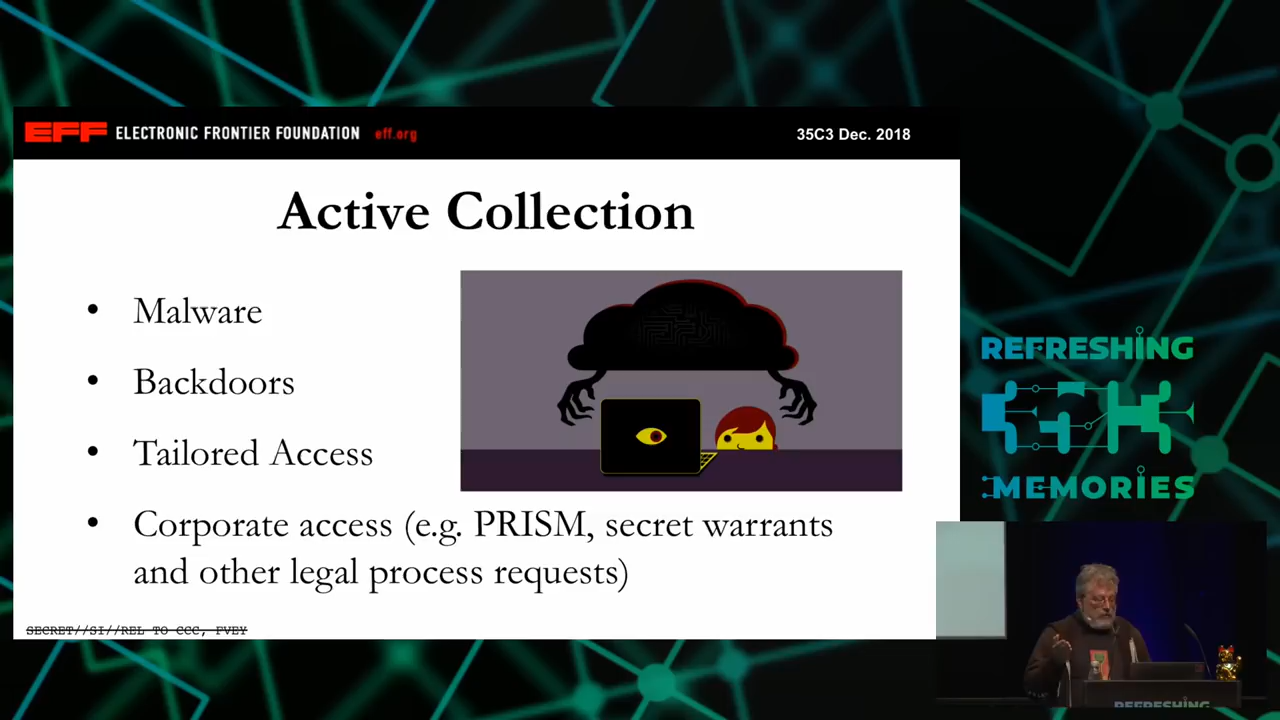 EFF ELECTRONIC FRONTIER FOUNDATION eff.org
35C3 Dec. 2018
Active Collection
• Malware
• Backdoors
• Tailored Access
• Corporate access (e.g. PRISM, secret warrants
and other legal process requests)
SECRET//SI//REL TO CCC, FVEY
REFRESHING
MEMORIES
REFRESHING